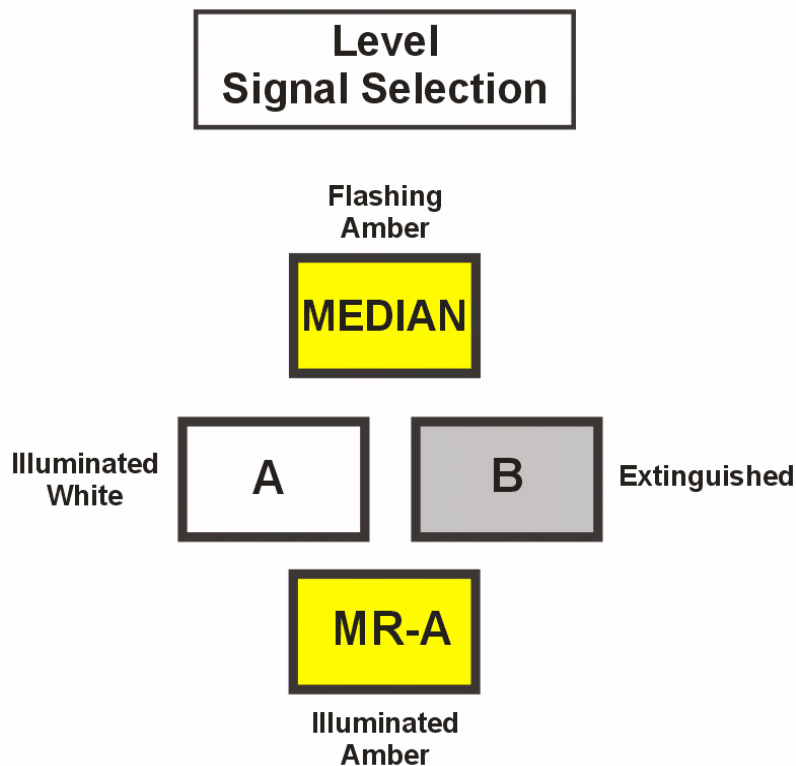 Level
Signal Selection
Flashing
Amber
MEDIAN
Illuminated
White
A
B
Extinguished
MR-A
Illuminated
Amber